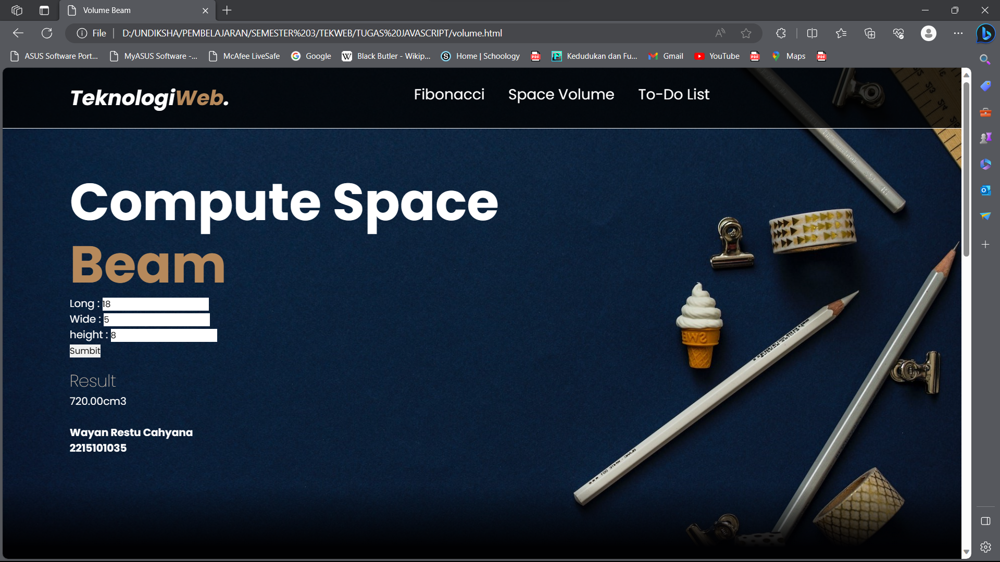 Volume Beam
File
D:/UNDIKSHA/PEMBELAJARAN/SEMESTER%203/TEKWEB/TUGAS%20JAVASCRIPT/volume.html
ASUS Software Port...
MyASUS Software -...
McAfee LiveSafe
Google
Black Butler - Wikip...
Home | Schoology
Kedudukan dan Fu...
Gmail
YouTube
Maps
TeknologiWeb.
Fibonacci
Space Volume
To-Do List
Compute Space
Beam
Long : 18
Wide : 5
height : 8
Sumbit
Result
720.00cm3
Wayan Restu Cahyana
2215101035